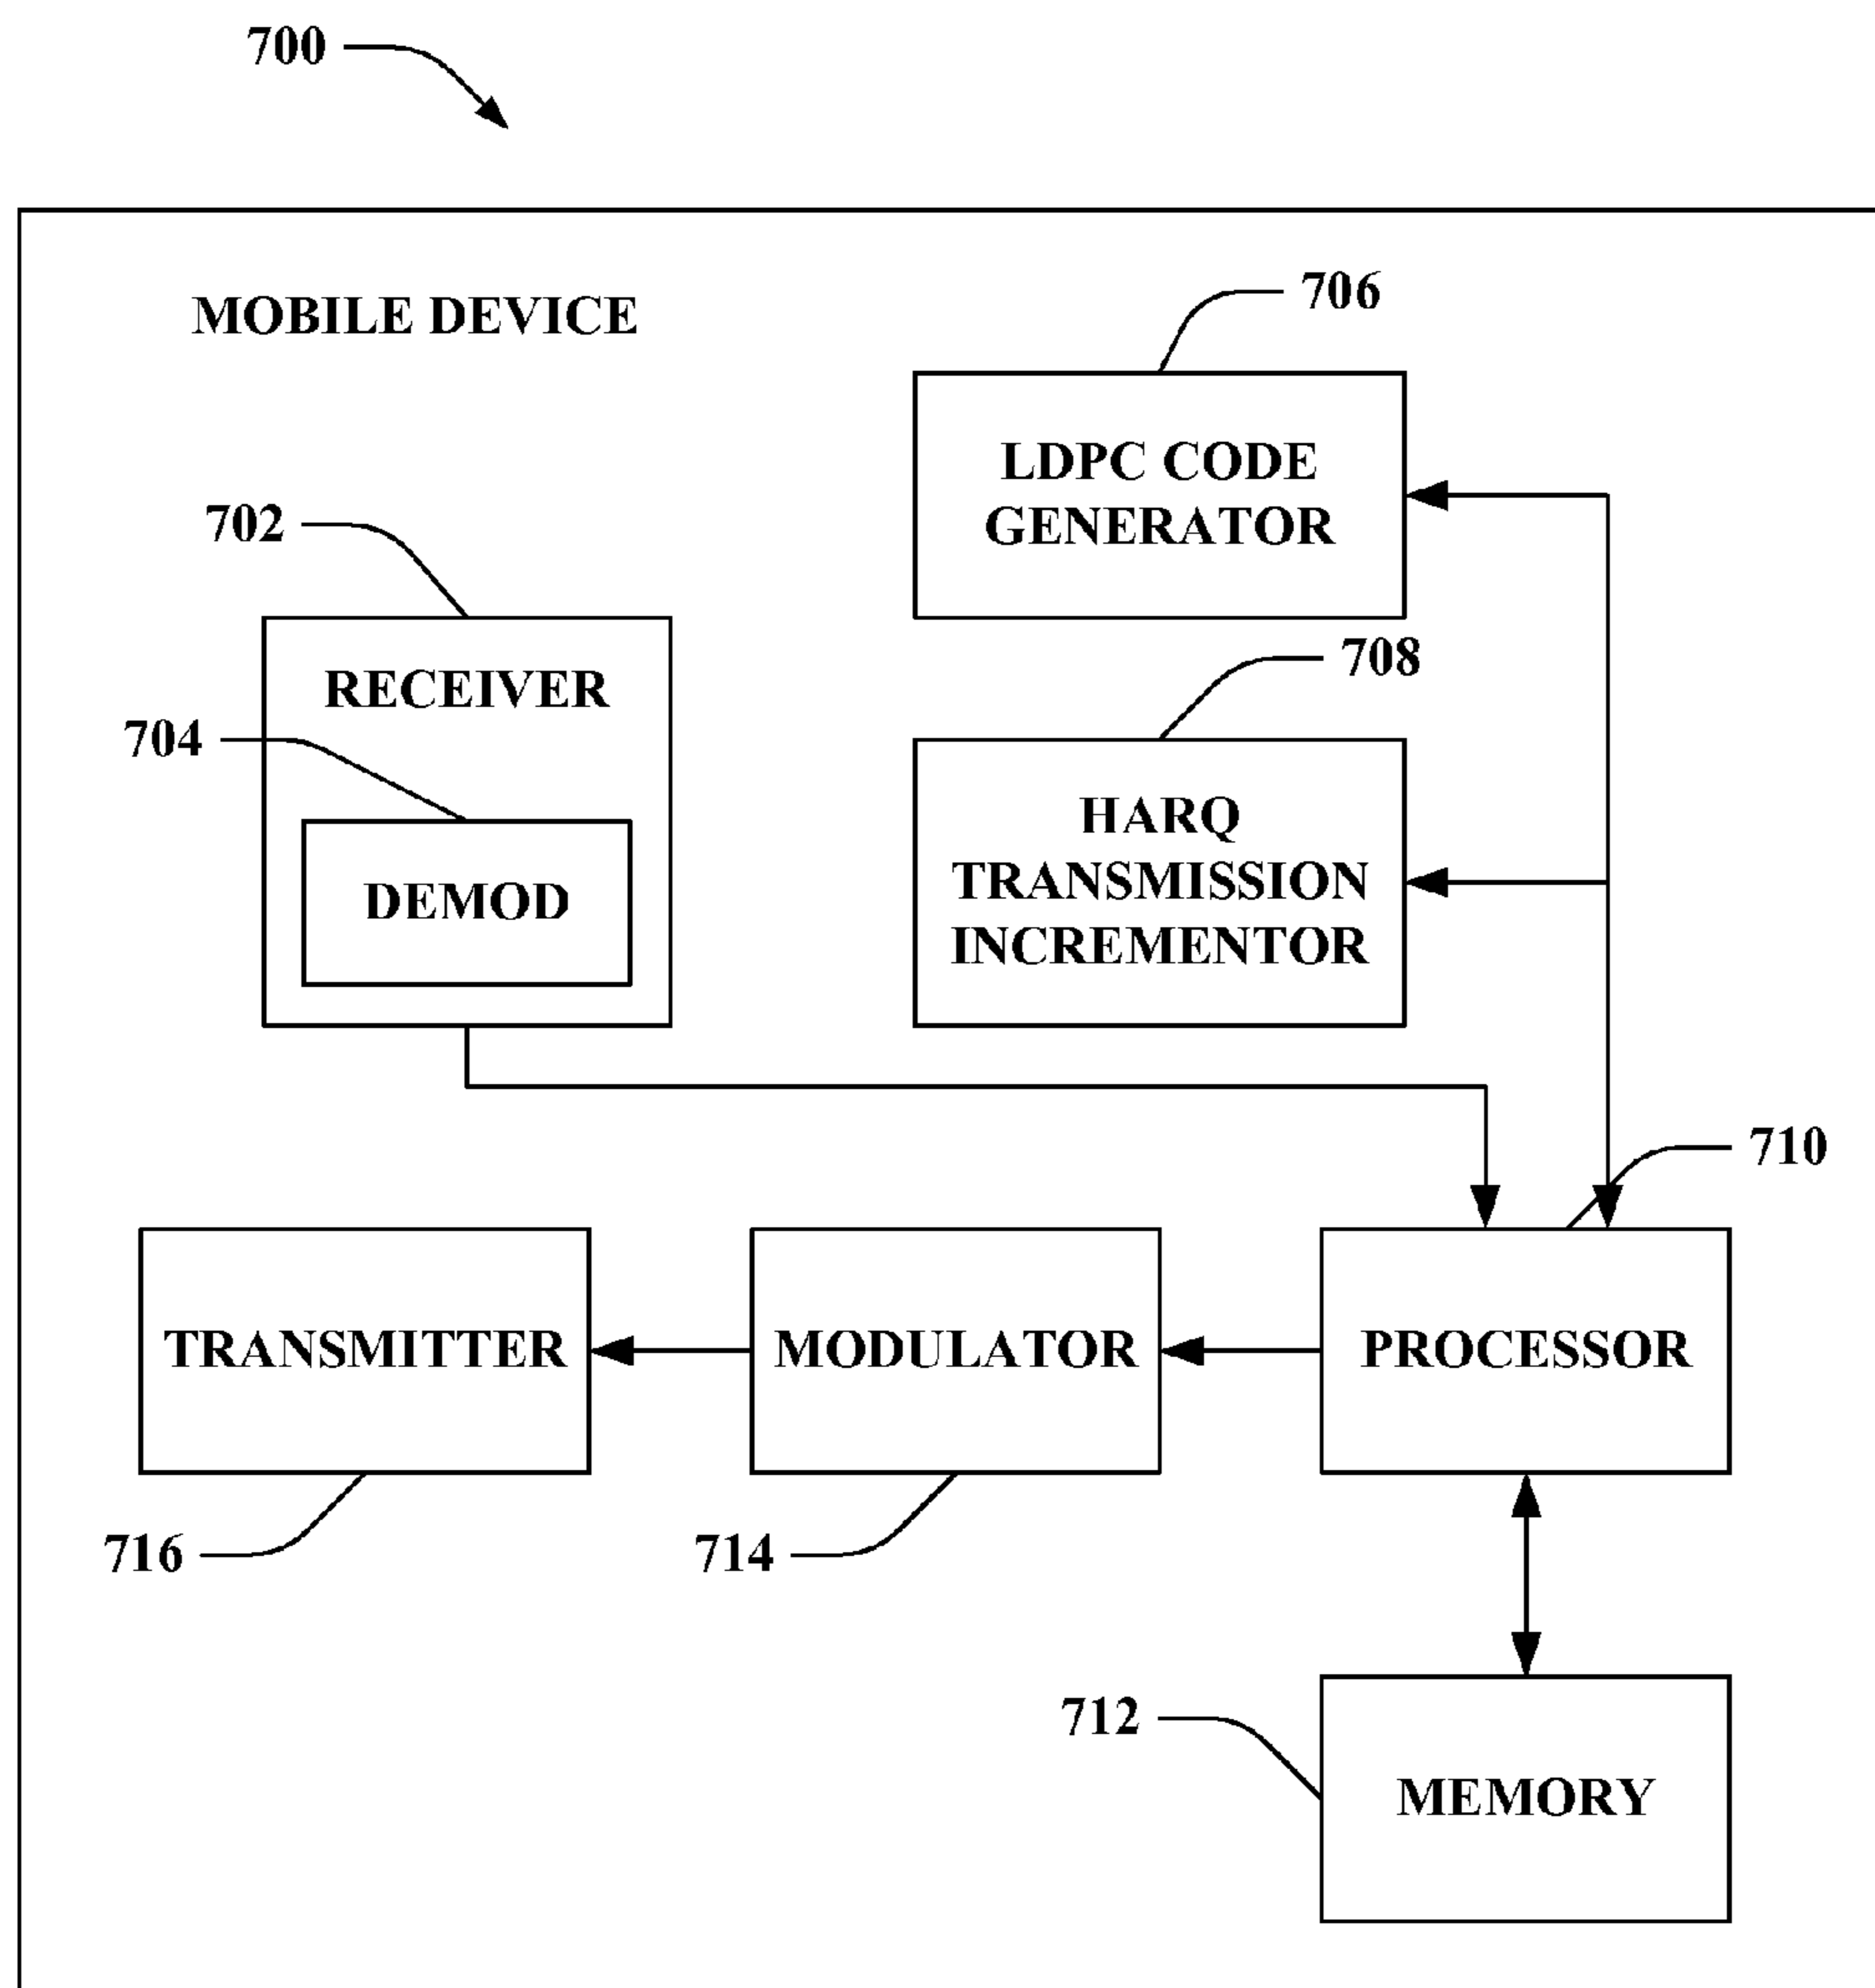 700
MOBILE DEVICE
706
LDPC CODE
GENERATOR
702
RECEIVER
704
DEMOD
708
HARQ
TRANSMISSION
INCREMENTOR
710
TRANSMITTER
MODULATOR
PROCESSOR
716
714
712
MEMORY